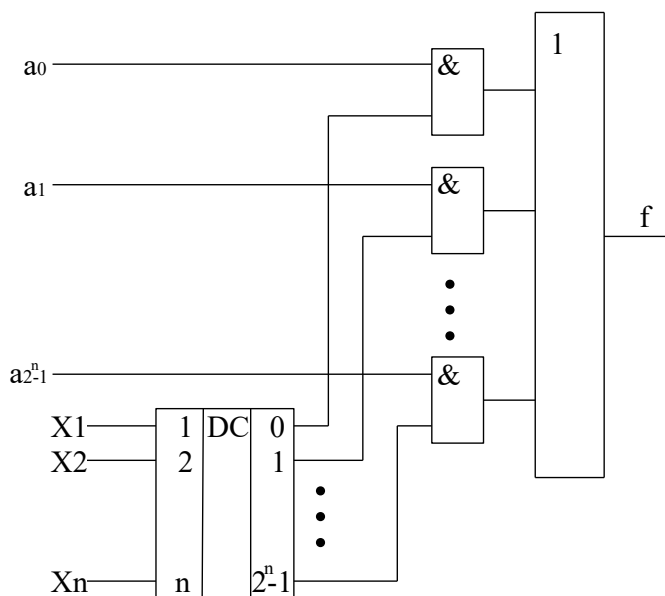 a0 & 1
a1 & f
a2ⁿ-1 &
X1 1 DC 0
X2 2 1
Xn n 2ⁿ-1